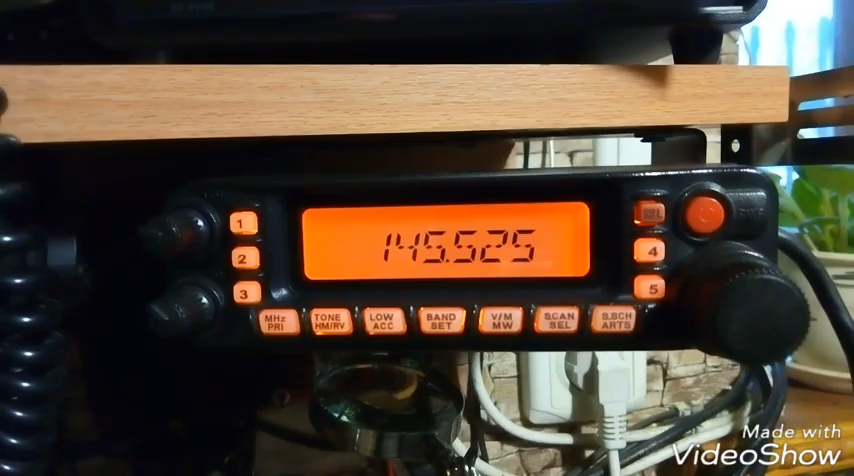 1
145.525
2
4
3
5
MHz
PRI
TONE
HM/RV
LOW
ACC
BAND
SET
V/M
MW
SCAN
SEL
S.SCH
ARTS
Made with
VideoShow